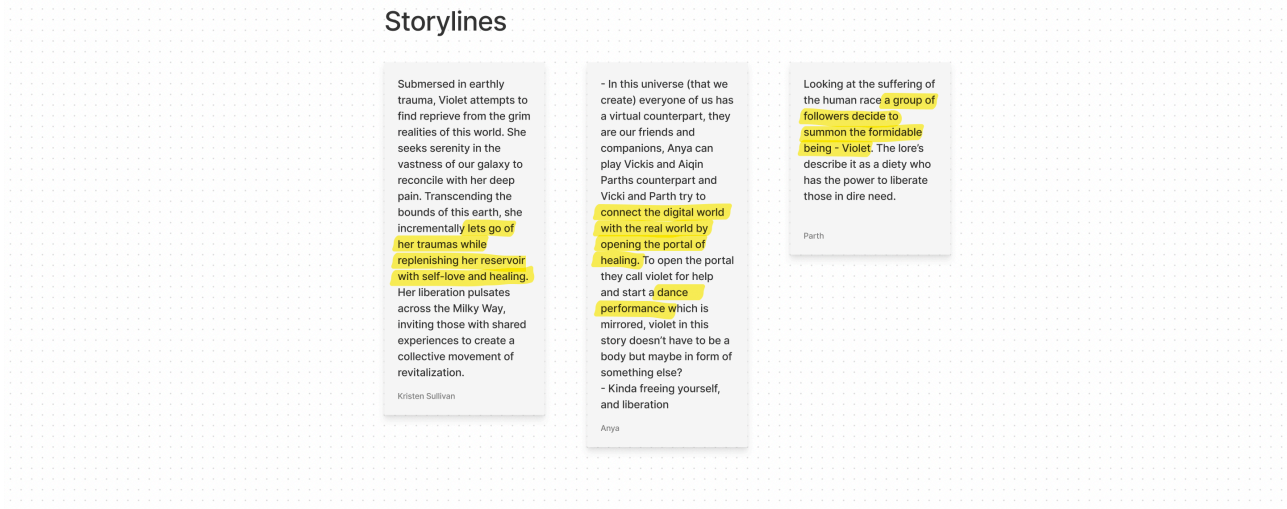 Storylines
Submersed in earthly
trauma, Violet attempts to
find reprieve from the grim
realities of this world. She
seeks serenity in the
vastness of our galaxy to
reconcile with her deep
pain. Transcending the
bounds of this earth, she
incrementally lets go of
her traumas while
replenishing her reservoir
with self-love and healing.
Her liberation pulsates
across the Milky Way,
inviting those with shared
experiences to create a
collective movement of
revitalization.
Kristen Sullivan
- In this universe (that we
create) everyone of us has
a virtual counterpart, they
are our friends and
companions, Anya can
play Vickis and Aiqin
Parths counterpart and
Vicki and Parth try to
connect the digital world
with the real world by
opening the portal of
healing. To open the portal
they call violet for help
and start a dance
performance which is
mirrored, violet in this
story doesn't have to be a
body but maybe in form of
something else?
- Kinda freeing yourself,
and liberation
Anya
Looking at the suffering of
the human race a group of
followers decide to
summon the formidable
being - Violet. The lore's
describe it as a diety who
has the power to liberate
those in dire need.
Parth